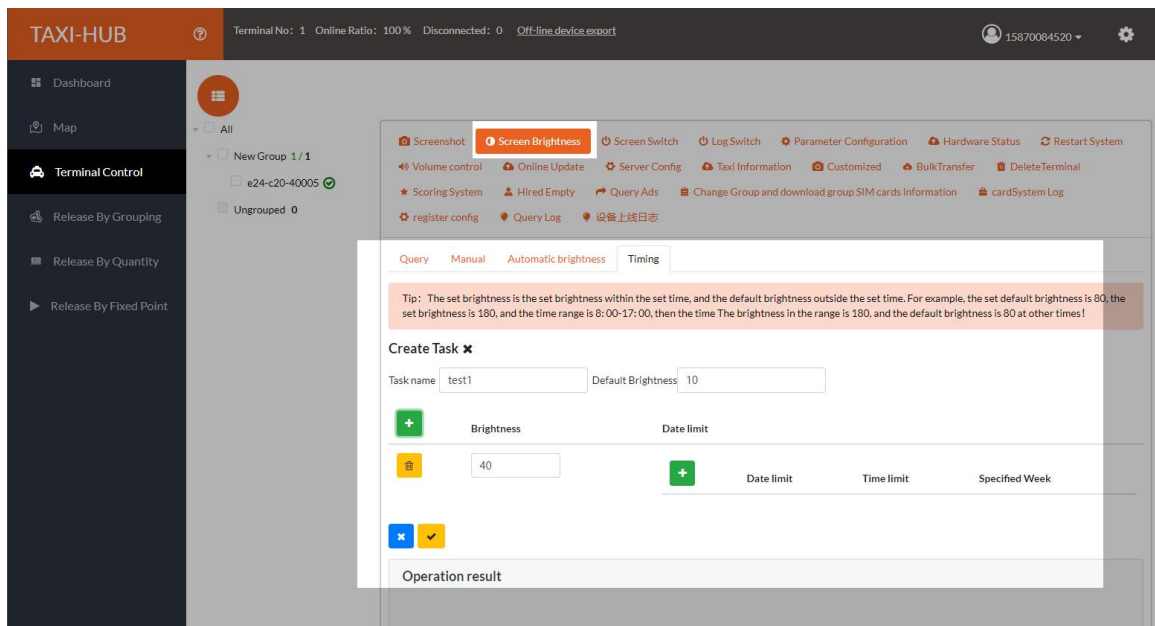 TAXI-HUB
Terminal No: 1 Online Ratio: 100% Disconnected: 0 Off-line device export
15870084520
Dashboard
Map
Terminal Control
Release By Grouping
Release By Quantity
Release By Fixed Point
All
New Group 1/1
e24-c20-40005
Ungrouped 0
Screenshot Screen Brightness Screen Switch Log Switch Parameter Configuration Hardware Status Restart System
Volume control Online Update Server Config Taxi Information Customized BulkTransfer DeleteTerminal
Scoring System Hired Empty Query Ads Change Group and download group SIM cards information cardSystem Log
register config Query Log 设备上线日志
Query Manual Automatic brightness Timing
Tip: The set brightness is the set brightness within the set time, and the default brightness outside the set time. For example, the set default brightness is 80, the
set brightness is 180, and the time range is 8:00-17:00, then the time The brightness in the range is 180, and the default brightness is 80 at other times!
Create Task
Task name test1 Default Brightness 10
Brightness Date limit
40
Date limit Time limit Specified Week
Operation result